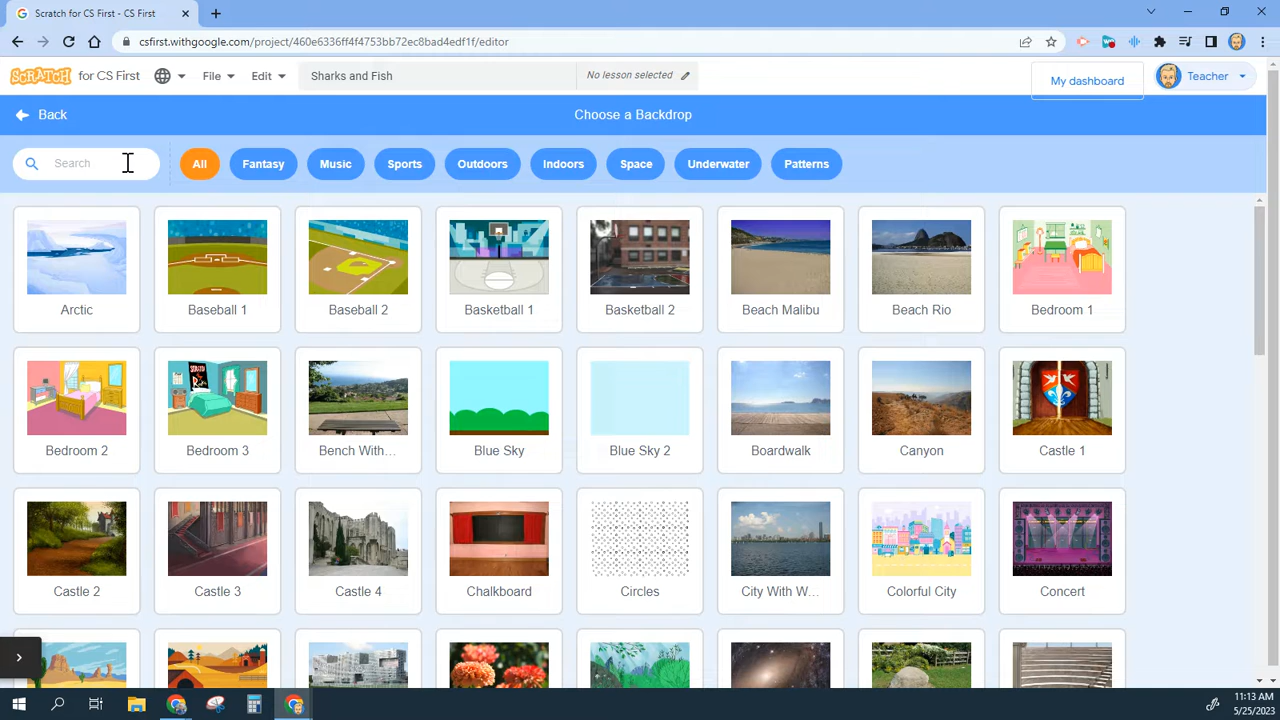 Scratch for CS First - CS First
csfirst.withgoogle.com/project/460e6336ff4f4753bb72ec8bad4edf1f/editor
SCRATCH for CS First File Edit Sharks and Fish No lesson selected My dashboard Teacher
Back Choose a Backdrop
Search All Fantasy Music Sports Outdoors Indoors Space Underwater Patterns
Arctic Baseball 1 Baseball 2 Basketball 1 Basketball 2 Beach Malibu Beach Rio Bedroom 1
Bedroom 2 Bedroom 3 Bench With... Blue Sky Blue Sky 2 Boardwalk Canyon Castle 1
Castle 2 Castle 3 Castle 4 Chalkboard Circles City With W... Colorful City Concert
11:13 AM
5/25/2023